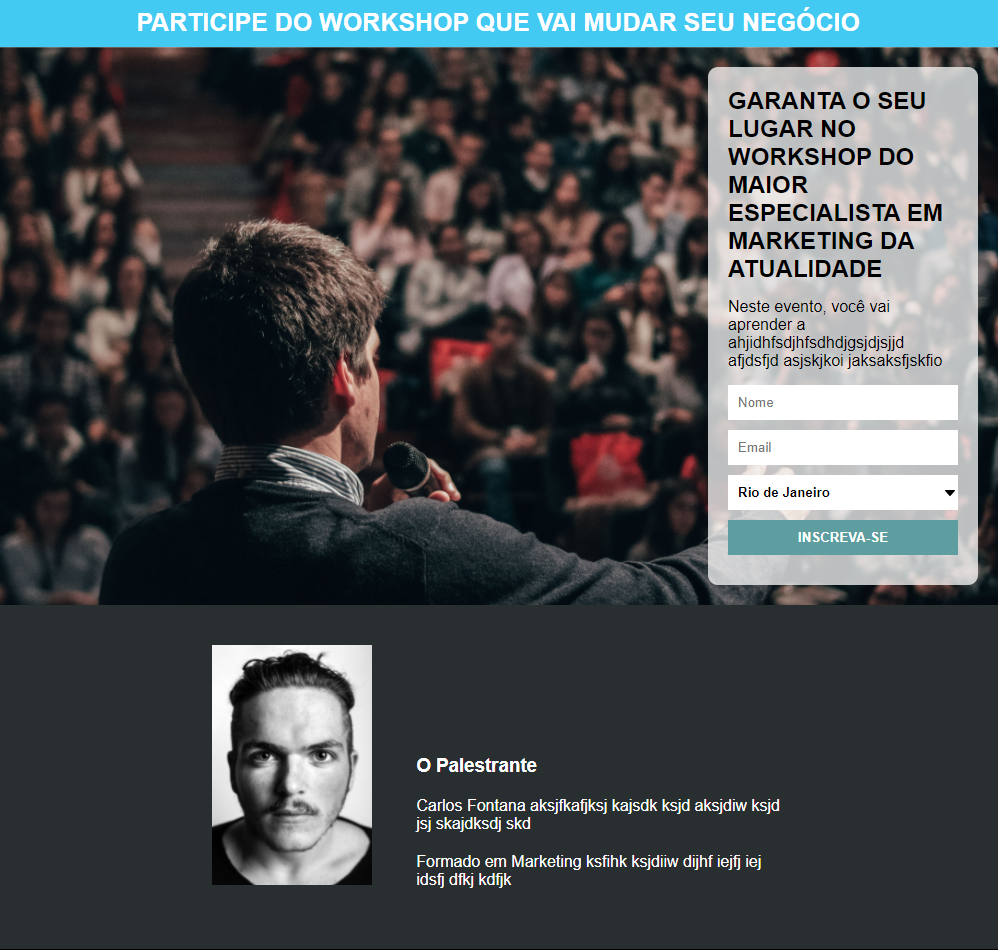 PARTICIPE DO WORKSHOP QUE VAI MUDAR SEU NEGÓCIO
GARANTA O SEU
LUGAR NO
WORKSHOP DO
MAIOR
ESPECIALISTA EM
MARKETING DA
ATUALIDADE
Neste evento, você vai
aprender a
ahjidhfsdjhfsdhdjgsjdjsjjd
afjdsfjd asjskjkoi jaksaksfjskfio
Nome
Email
Rio de Janeiro
INSCREVA-SE
O Palestrante
Carlos Fontana aksjfkafjksj kajsdk ksjd aksjdiw ksjd
jsj skajdksdj skd
Formado em Marketing ksfihk ksjdiiw dijhf iejfj iej
idsfj dfkj kdfjk